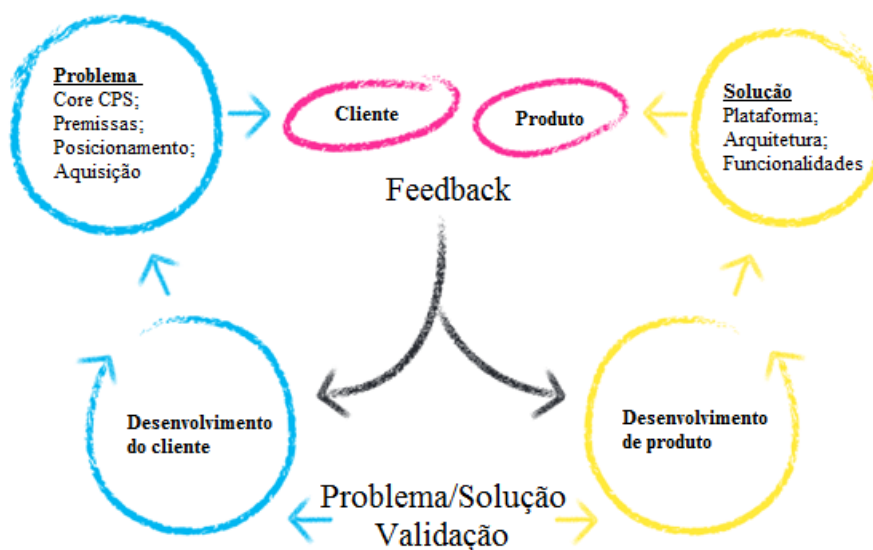 Problema
Core CPS;
Premissas;
Posicionamento;
Aquisição
Cliente
Produto
Solução
Plataforma;
Arquitetura;
Funcionalidades
Feedback
Desenvolvimento
do cliente
Desenvolvimento
de produto
Problema/Solução
Validação